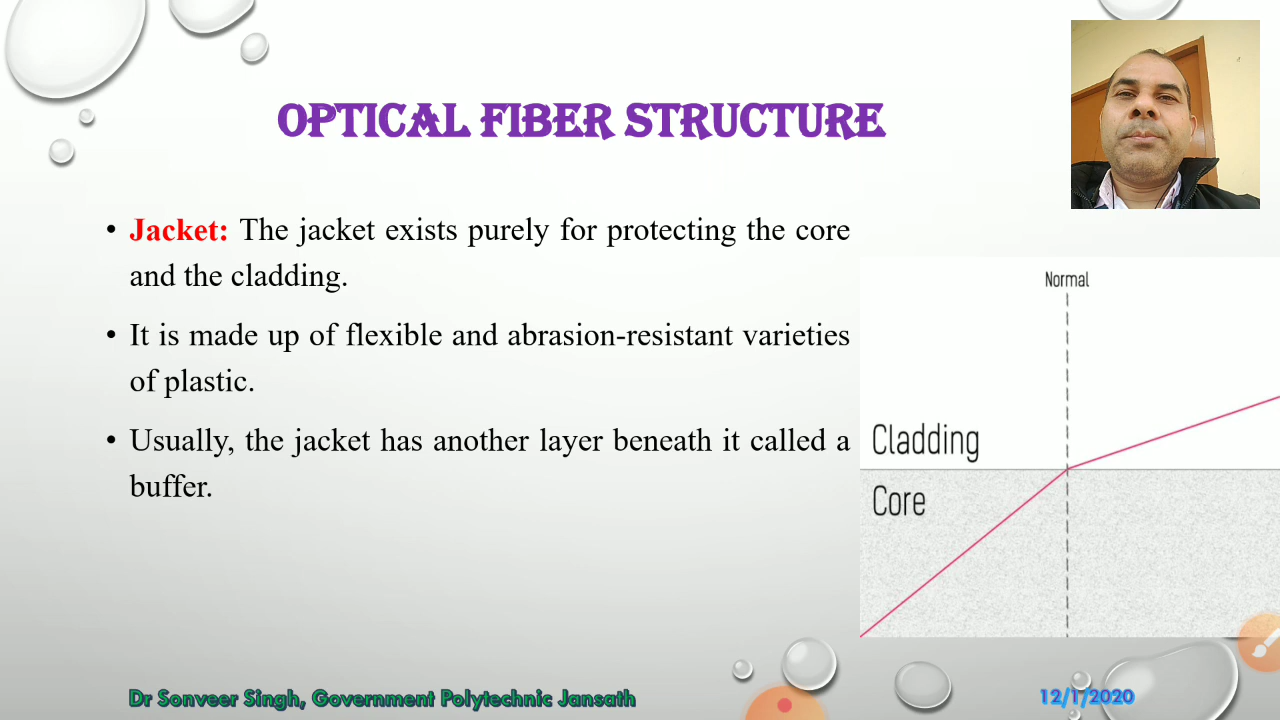 OPTICAL FIBER STRUCTURE
• Jacket: The jacket exists purely for protecting the core
and the cladding.
• It is made up of flexible and abrasion-resistant varieties
of plastic.
• Usually, the jacket has another layer beneath it called a
buffer.
Normal
Cladding
Core
Dr Sonveer Singh, Government Polytechnic Jansath
12/1/2020